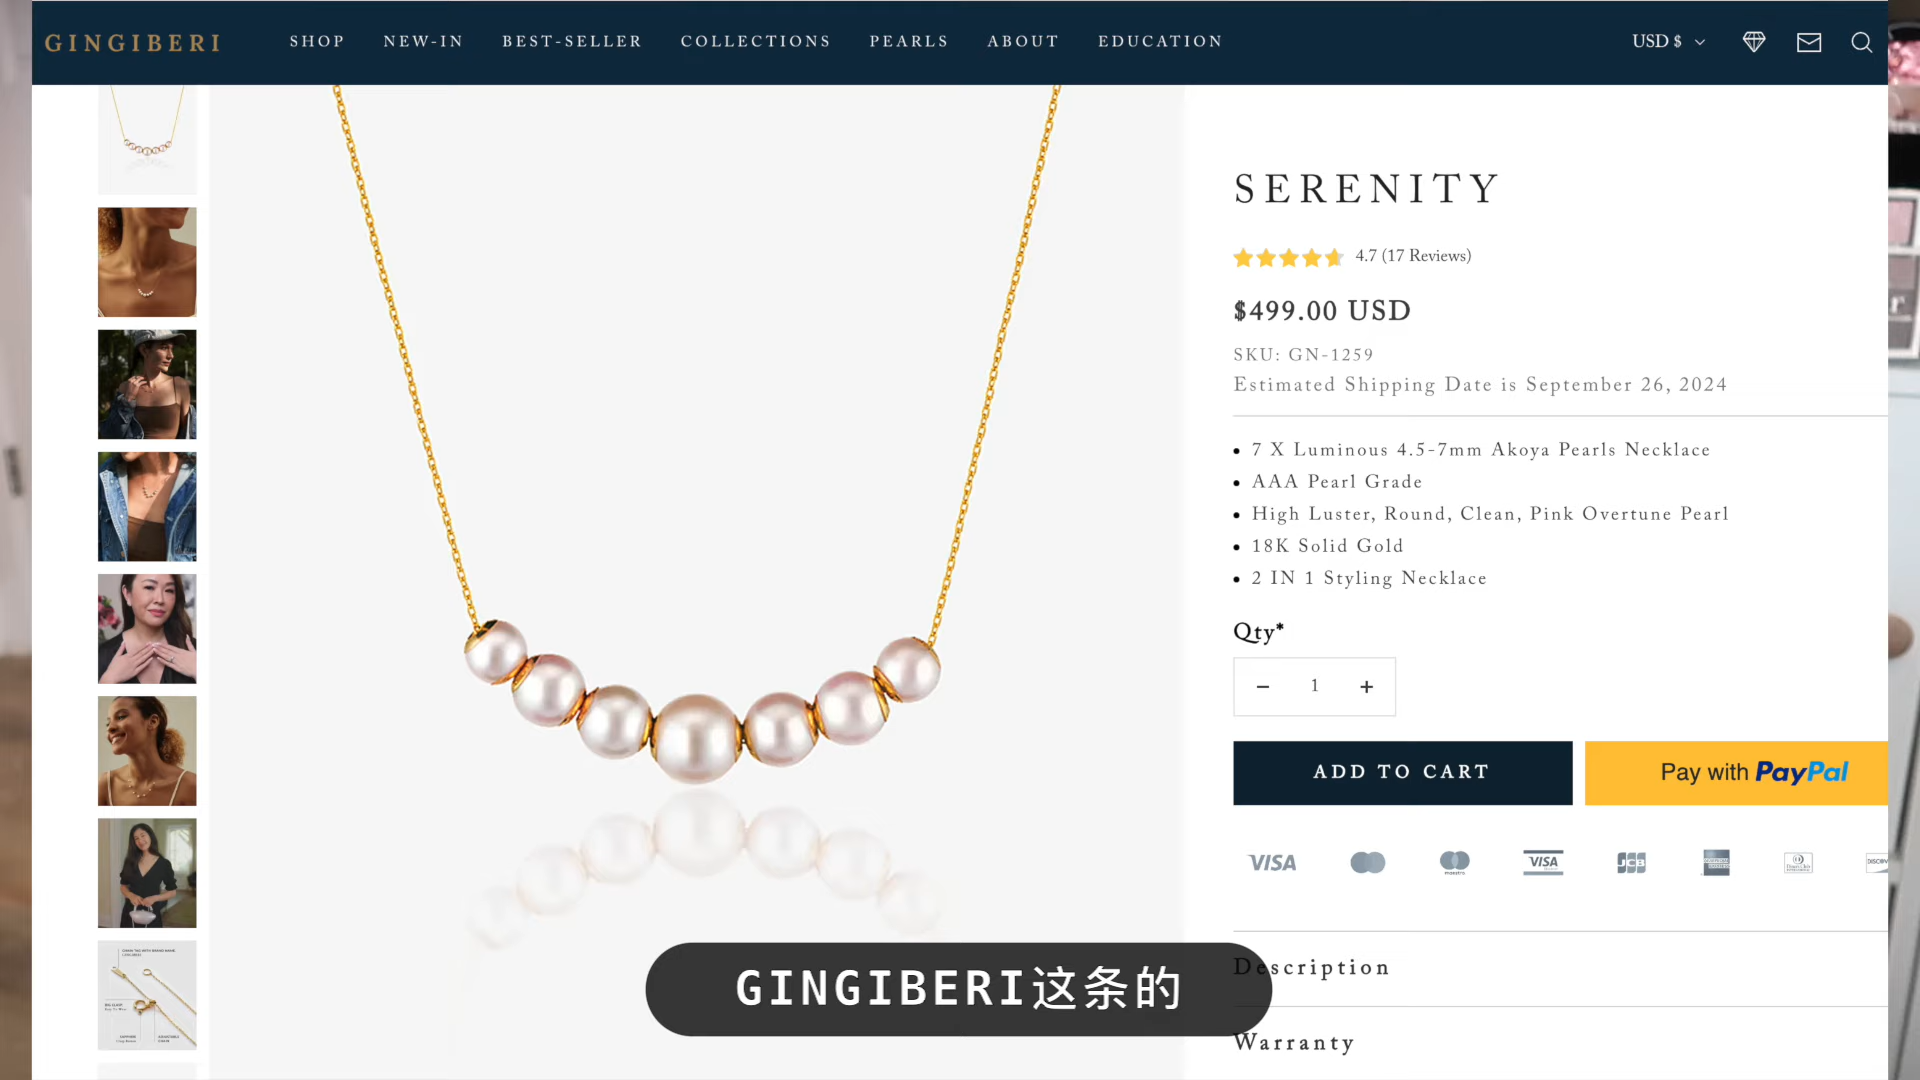 GINGIBERI
SHOP NEW-IN BEST-SELLER COLLECTIONS PEARLS ABOUT EDUCATION
USD $
SERENITY
4.7 (17 Reviews)
$499.00 USD
SKU: GN-1259
Estimated Shipping Date is September 26, 2024
7 X Luminous 4.5-7mm Akoya Pearls Necklace
AAA Pearl Grade
High Luster, Round, Clean, Pink Overtune Pearl
18K Solid Gold
2 IN 1 Styling Necklace
Qty*
− 1 +
ADD TO CART
Pay with PayPal
VISA
VISA
JCB
Description
Warranty
GINGIBERI这条的